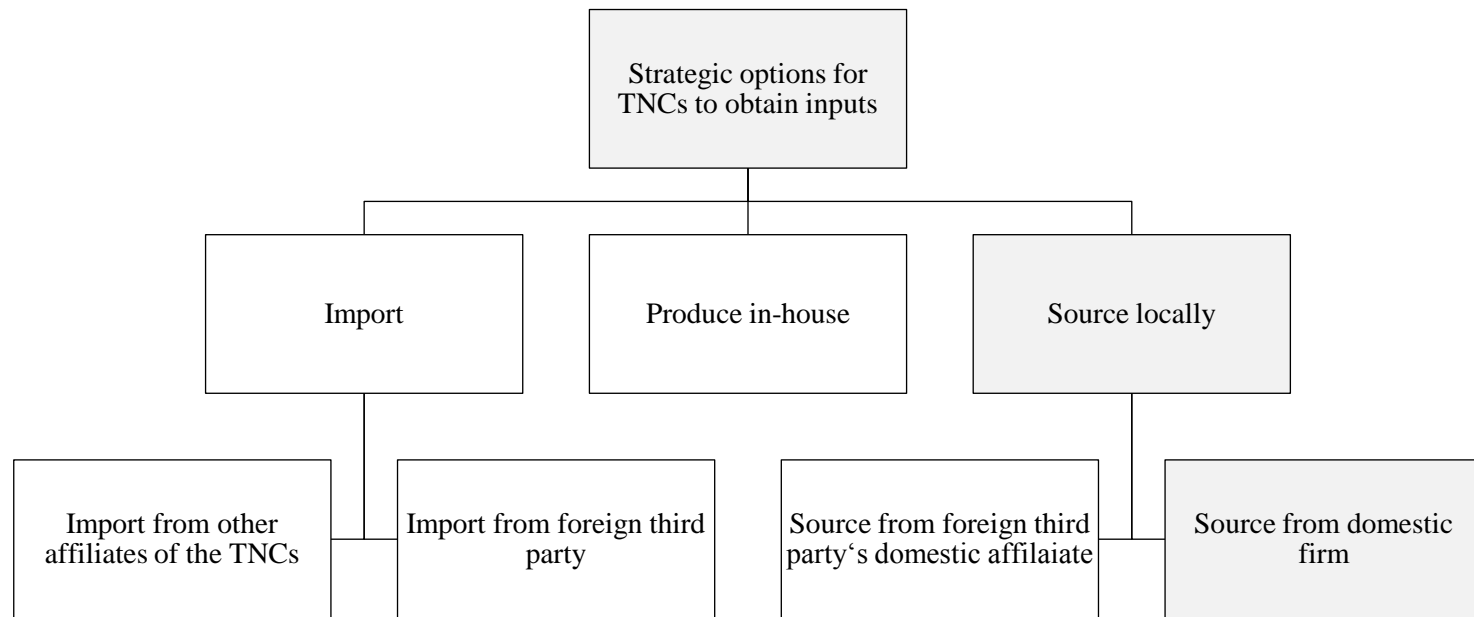 Strategic options for
TNCs to obtain inputs
Import
Produce in-house
Source locally
Import from other
affiliates of the TNCs
Import from foreign third
party
Source from foreign third
party‘s domestic affilaiate
Source from domestic
firm